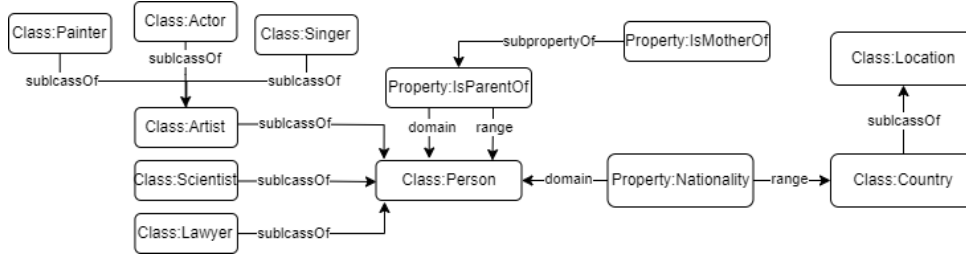 Class:Painter
Class:Actor
Class:Singer
sublcassOf
sublcassOf
sublcassOf
subpropertyOf
Property:IsMotherOf
Class:Location
Property:IsParentOf
Class:Artist
sublcassOf
domain
range
sublcassOf
Class:Scientist
sublcassOf
Class:Person
domain
Property:Nationality
range
Class:Country
Class:Lawyer
sublcassOf